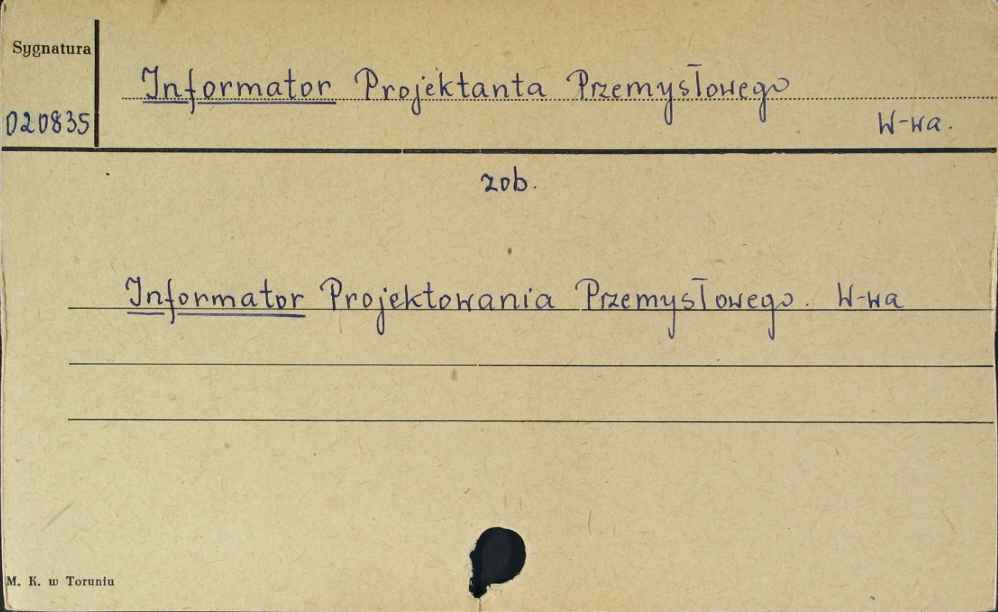 Sygnatura
Informator Projektanta Przemysłowego
020835
W-wa.
zob.
Informator Projektowania Przemysłowego. W-wa
M. K. w Toruniu